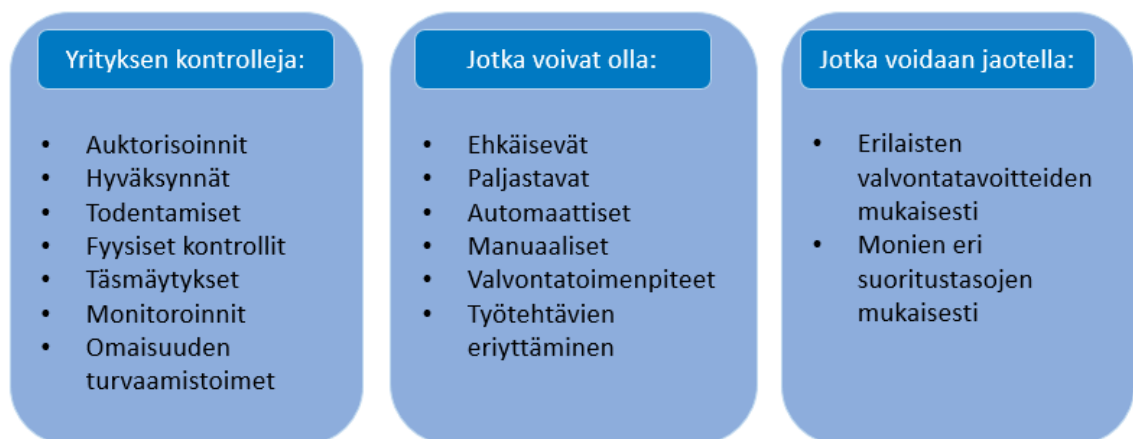 Yrityksen kontrolleja:
• Auktorisoinnit
• Hyväksynnät
• Todentamiset
• Fyysiset kontrollit
• Täsmäytykset
• Monitoroinnit
• Omaisuuden
turvaamistoimet
Jotka voivat olla:
• Ehkäisevät
• Paljastavat
• Automaattiset
• Manuaaliset
• Valvontatoimenpiteet
• Työtehtävien
eriyttäminen
Jotka voidaan jaotella:
• Erilaisten
valvontatavoitteiden
mukaisesti
• Monien eri
suoritustasojen
mukaisesti